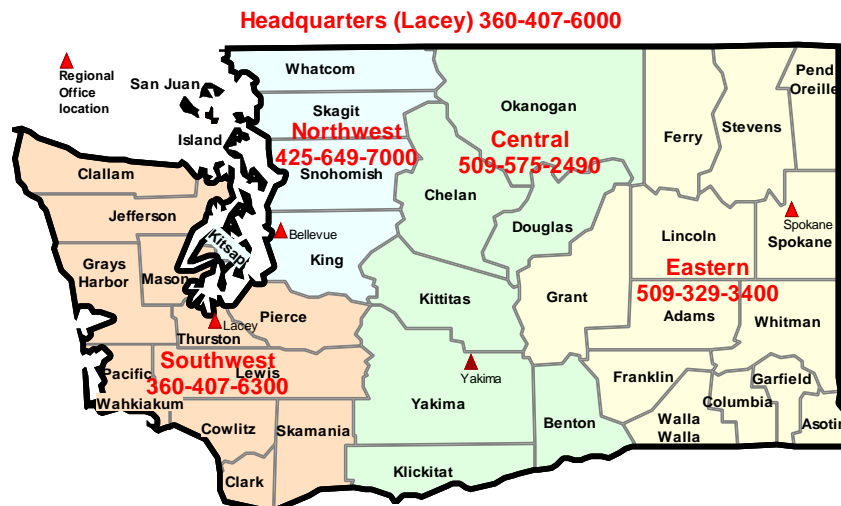 Headquarters (Lacey) 360-407-6000
Regional
Office
location
San Juan
Island
Whatcom
Skagit
Northwest
425-649-7000
Snohomish
King
Bellevue
Kitsap
Okanogan
Central
509-575-2490
Chelan
Douglas
Kittitas
Yakima
Yakima
Benton
Klickitat
Pend
Oreille
Stevens
Ferry
Lincoln
Spokane
Spokane
Eastern
509-329-3400
Grant
Adams
Whitman
Franklin
Garfield
Columbia
Walla
Walla
Asotin
Clallam
Jefferson
Grays
Harbor
Mason
Lacey
Pierce
Thurston
Southwest
360-407-6300
Pacific
Lewis
Wahkiakum
Cowlitz
Skamania
Clark